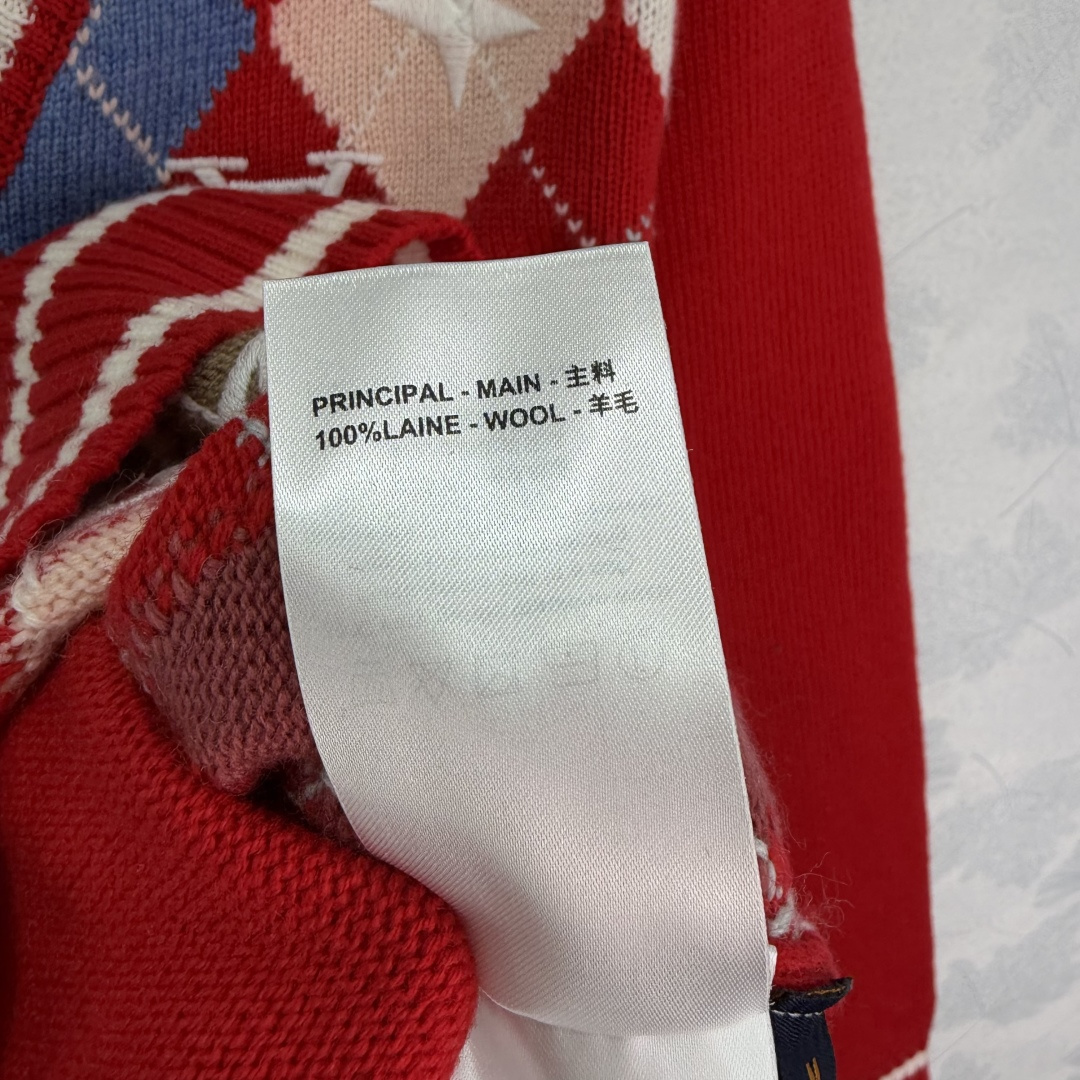 PRINCIPAL - MAIN - 主料
100%LAINE - WOOL - 羊毛